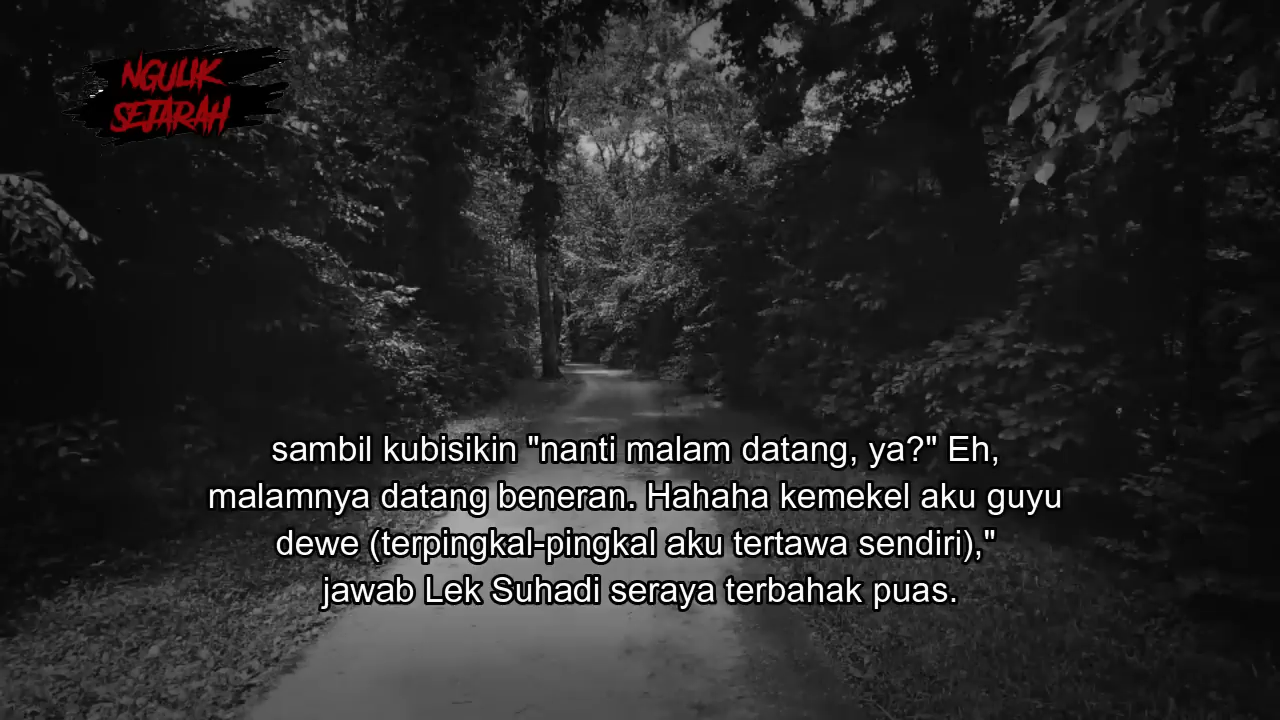 NGULIK
SEJARAH
sambil kubisikin "nanti malam datang, ya?" Eh,
malamnya datang beneran. Hahaha kemekel aku guyu
dewe (terpingkal-pingkal aku tertawa sendiri),"
jawab Lek Suhadi seraya terbahak puas.